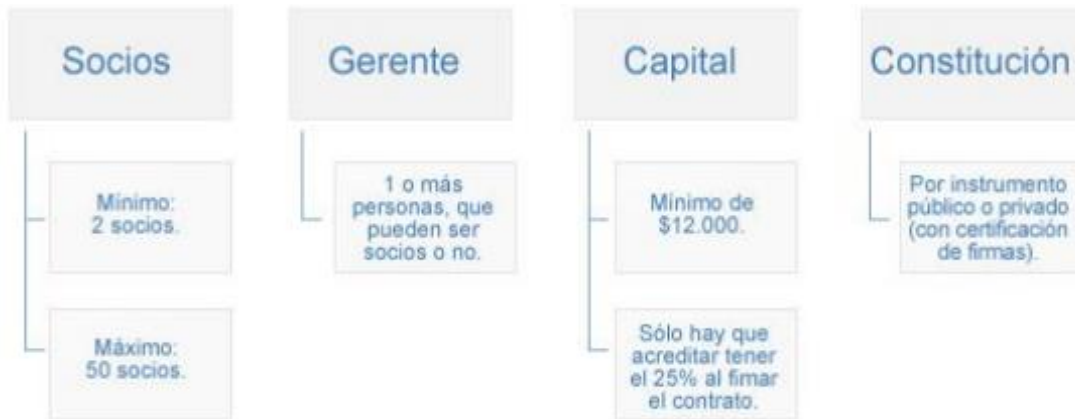 Socios
Mínimo:
2 socios.
Máximo:
50 socios.
Gerente
1 o más
personas, que
pueden ser
socios o no.
Capital
Mínimo de
$12.000.
Sólo hay que
acreditar tener
el 25% al fimar
el contrato.
Constitución
Por instrumento
público o privado
(con certificación
de firmas).